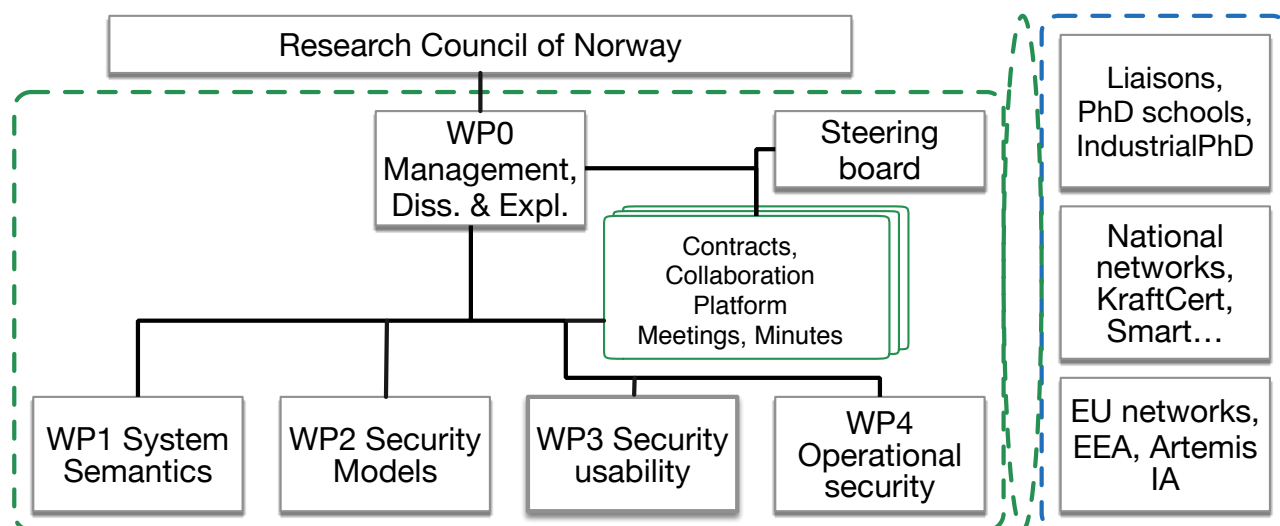 Research Council of Norway
WP0
Management,
Diss. & Expl.
Steering
board
Contracts,
Collaboration
Platform
Meetings, Minutes
WP1 System
Semantics
WP2 Security
Models
WP3 Security
usability
WP4
Operational
security
Liaisons,
PhD schools,
IndustrialPhD
National
networks,
KraftCert,
Smart…
EU networks,
EEA, Artemis
IA